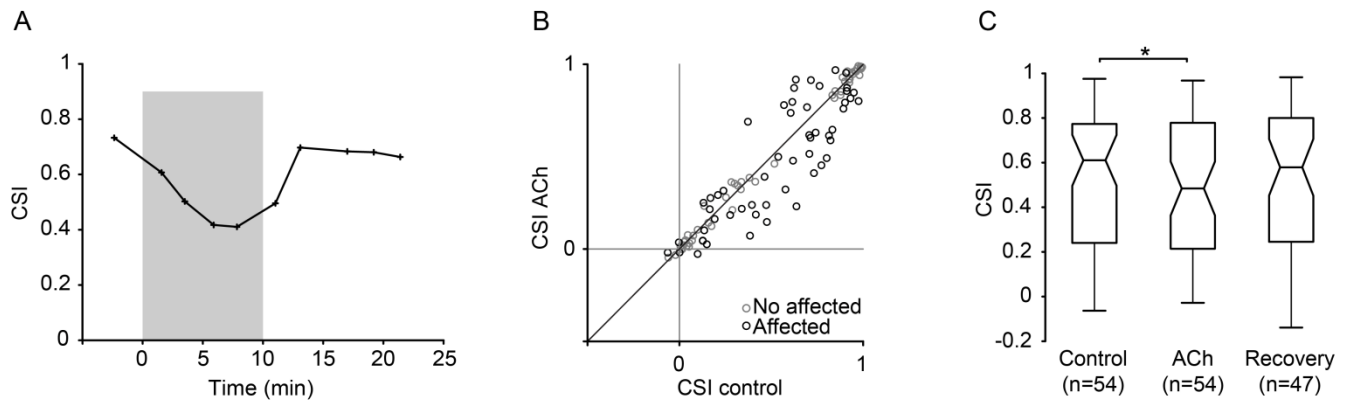 A
CSI
1
0.8
0.6
0.4
0.2
0
0
5
10
15
20
25
Time (min)
B
CSI ACh
1
0
No affected
Affected
0
1
CSI control
C
*
CSI
1
0.8
0.6
0.4
0.2
0
-0.2
Control
(n=54)
ACh
(n=54)
Recovery
(n=47)